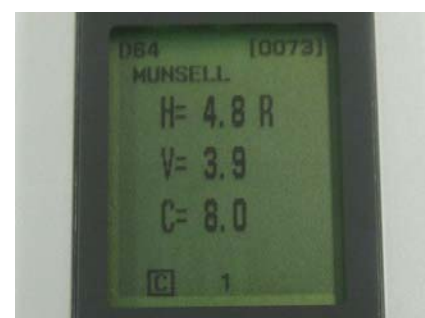 D64 [0073]
MUNSELL
H= 4.8 R
V= 3.9
C= 8.0
C 1